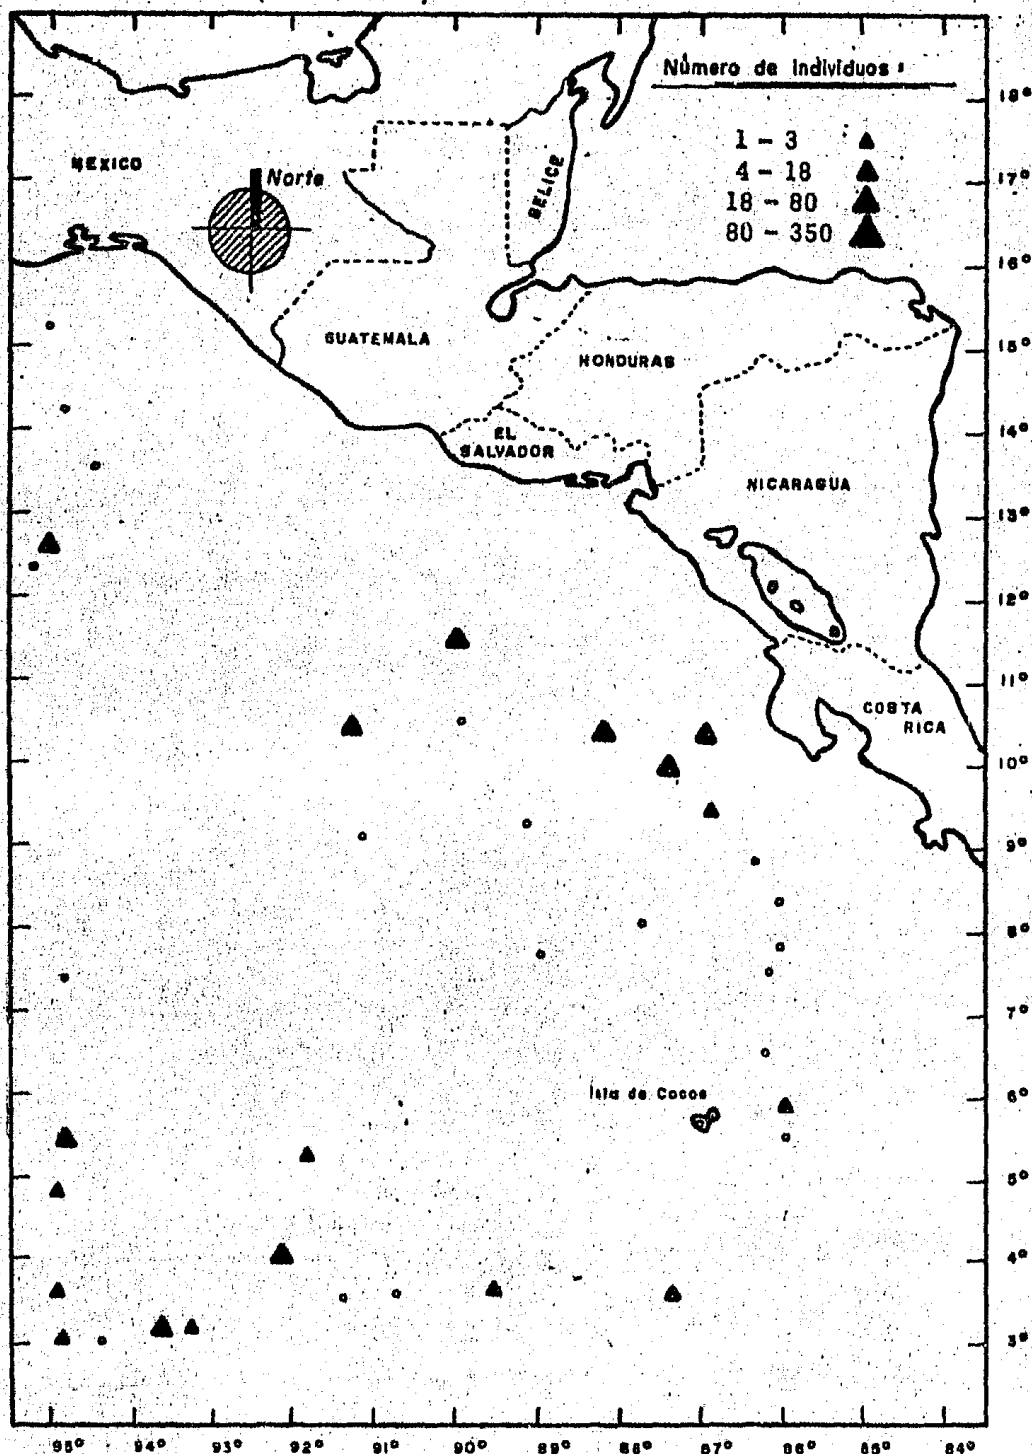 Número de individuos :
1 - 3
4 - 18
18 - 80
80 - 350
MEXICO
Norte
BELICE
GUATEMALA
HONDURAS
EL
SALVADOR
NICARAGUA
COSTA
RICA
Isla de Cocos
18°
17°
16°
15°
14°
13°
12°
11°
10°
9°
8°
7°
6°
5°
4°
3°
95° 94° 93° 92° 91° 90° 89° 88° 87° 86° 85° 84°